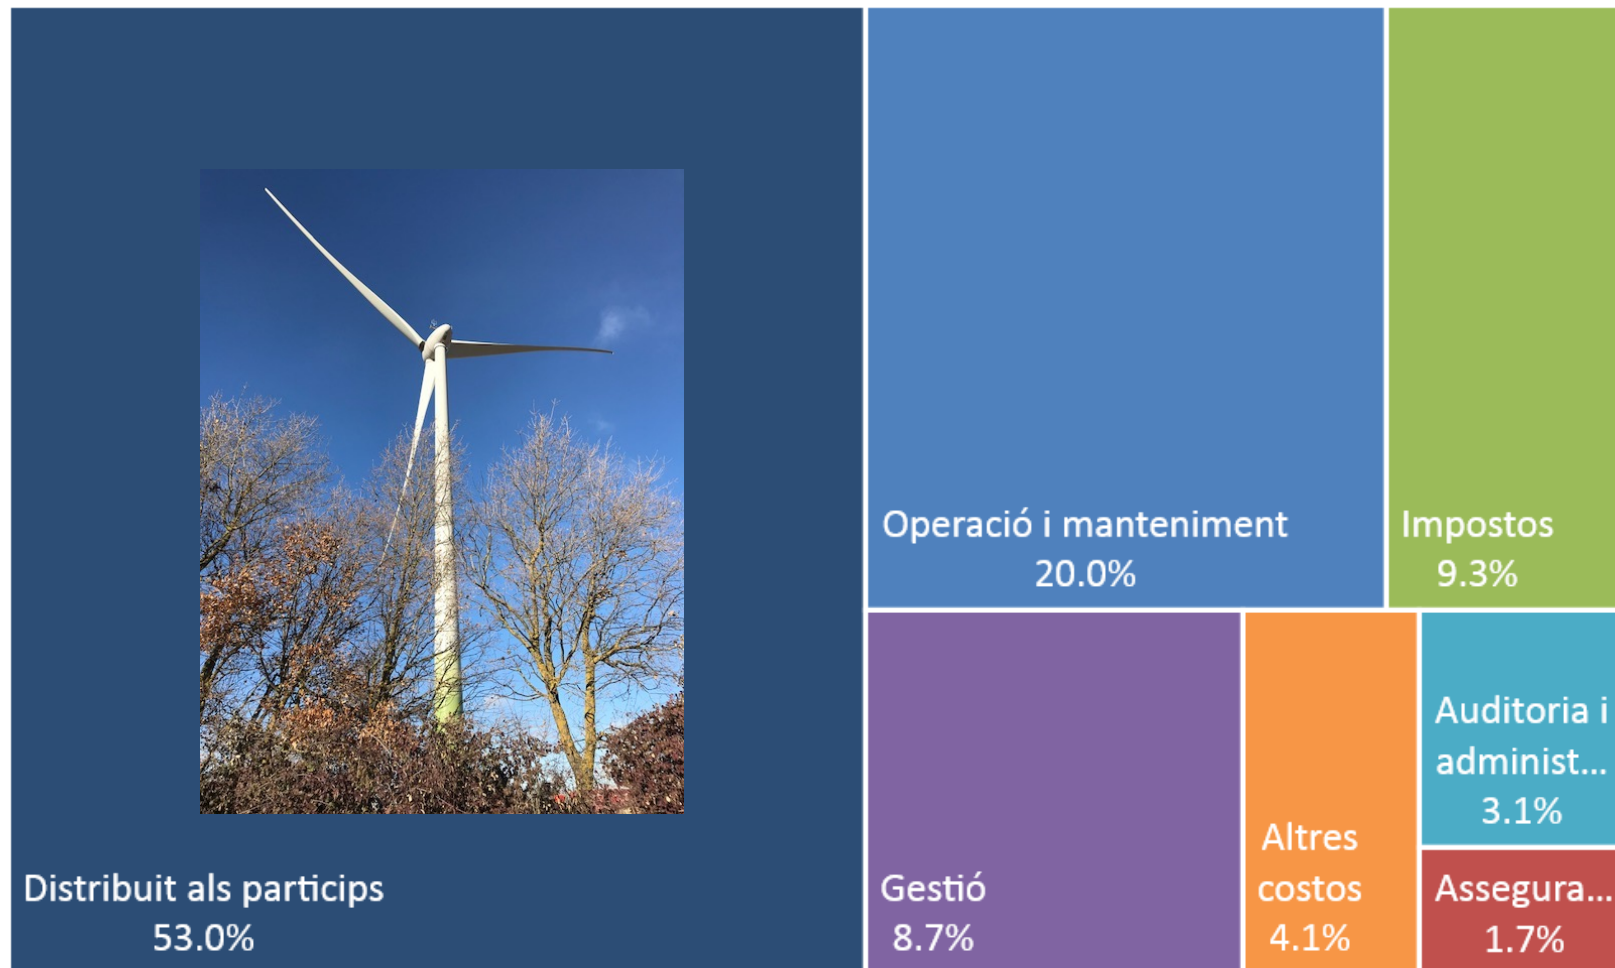 Distribuit als particips
53.0%
Operació i manteniment
20.0%
Impostos
9.3%
Gestió
8.7%
Altres
costos
4.1%
Auditoria i
administ...
3.1%
Assegura...
1.7%